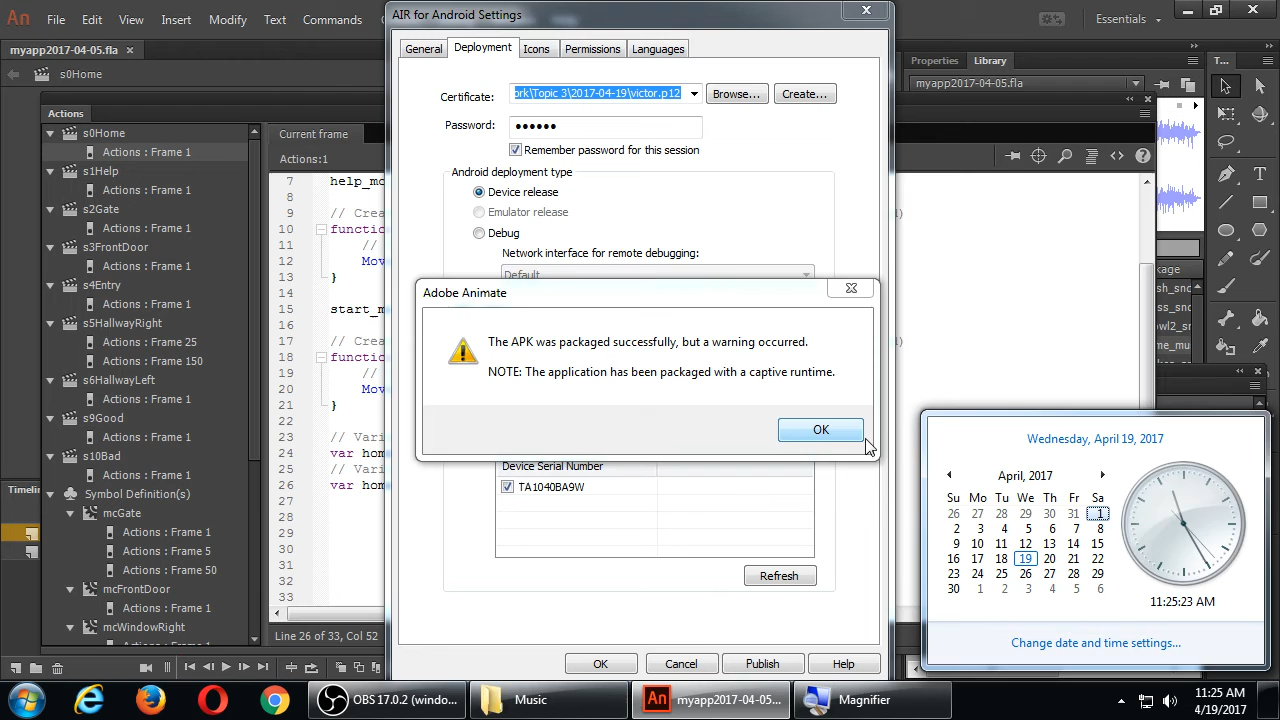 An
File
Edit
View
Insert
Modify
Text
Commands
AIR for Android Settings
Essentials
myapp2017-04-05.fla
General
Deployment
Icons
Permissions
Languages
Properties
Library
T...
s0Home
myapp2017-04-05.fla
Certificate:
ork\Topic 3\2017-04-19\victor.p12
Browse...
Create...
Password:
Remember password for this session
Android deployment type
Device release
Emulator release
Debug
Network interface for remote debugging:
Default
Actions
Current frame
Actions:1
s0Home
Actions : Frame 1
s1Help
Actions : Frame 1
s2Gate
Actions : Frame 1
s3FrontDoor
Actions : Frame 1
s4Entry
Actions : Frame 1
s5HallwayRight
Actions : Frame 25
Actions : Frame 150
s6HallwayLeft
Actions : Frame 1
s9Good
Actions : Frame 1
s10Bad
Actions : Frame 1
Symbol Definition(s)
mcGate
Actions : Frame 1
Actions : Frame 5
Actions : Frame 50
mcFrontDoor
Actions : Frame 1
mcWindowRight
Timelin
7 help_mo
8
9 // Crea
10 function
11 //
12 Mov
13 }
14
15 start_m
16
17 // Crea
18 function
19 //
20 Mov
21 }
22
23 // Vari
24 var hom
25 // Vari
26 var hom
27
28
29
30
31
32
33
Line 26 of 33, Col 52
Adobe Animate
The APK was packaged successfully, but a warning occurred.
NOTE: The application has been packaged with a captive runtime.
OK
Device Serial Number
TA1040BA9W
Refresh
OK
Cancel
Publish
Help
Wednesday, April 19, 2017
April, 2017
Su Mo Tu We Th Fr Sa
26 27 28 29 30 31 1
2 3 4 5 6 7 8
9 10 11 12 13 14 15
16 17 18 19 20 21 22
23 24 25 26 27 28 29
30 1 2 3 4 5 6
11:25:23 AM
Change date and time settings...
OBS 17.0.2 (windo...
Music
An
myapp2017-04-05...
Magnifier
11:25 AM
4/19/2017